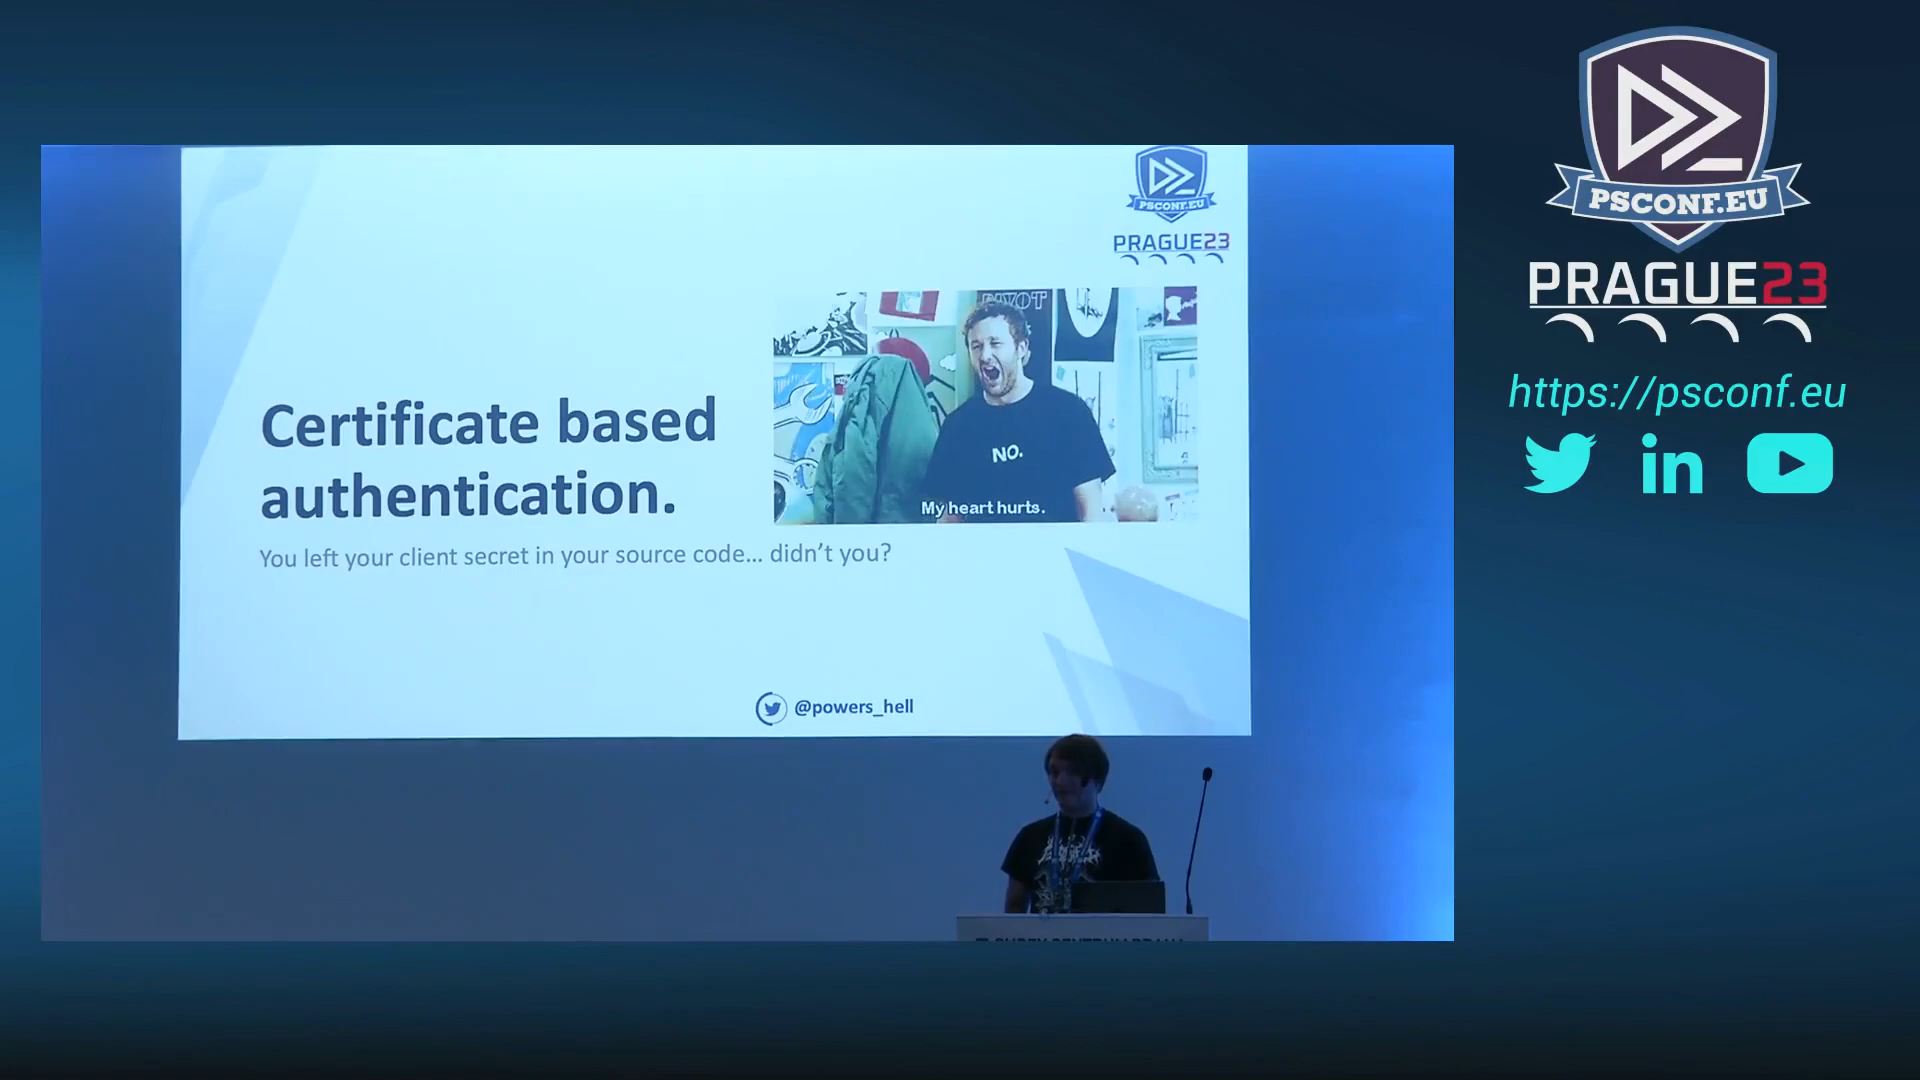 PSCONF.EU
PRAGUE23
PIVOT
NO.
My heart hurts.
Certificate based
authentication.
You left your client secret in your source code... didn't you?
@powers_hell
PSCONF.EU
PRAGUE23
https://psconf.eu
in